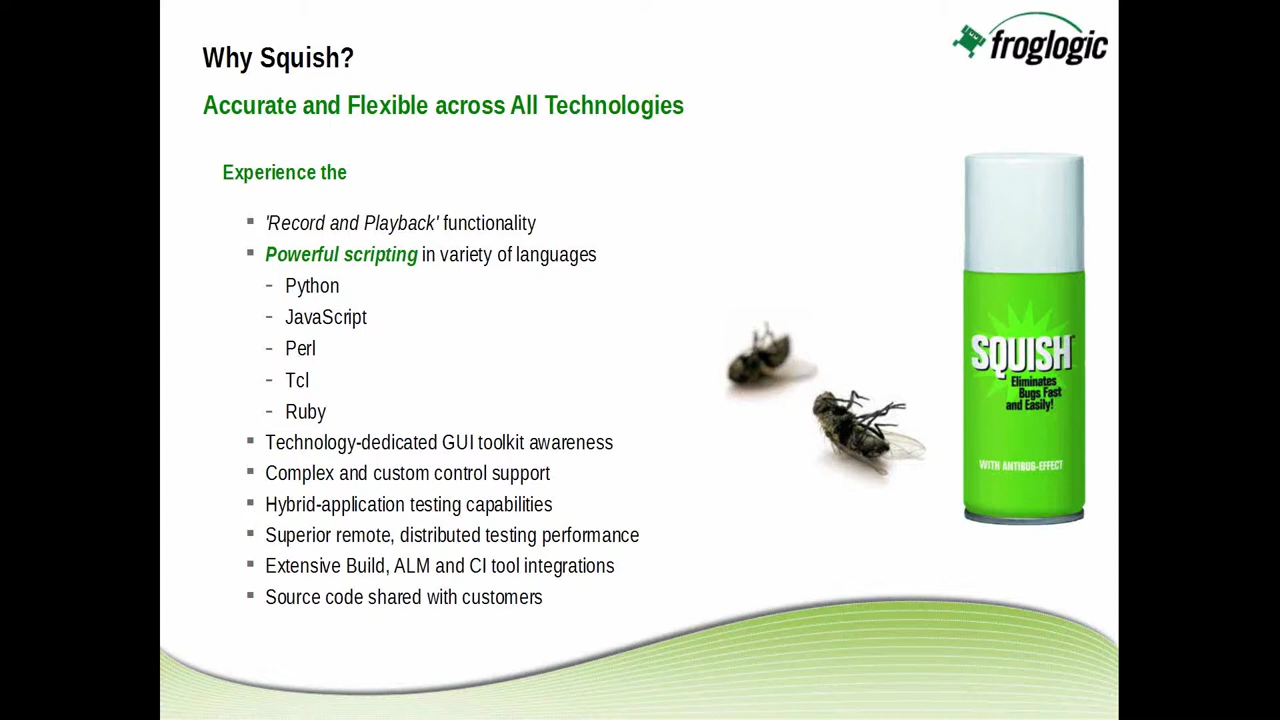 froglogic
Why Squish?
Accurate and Flexible across All Technologies
Experience the
'Record and Playback' functionality
Powerful scripting in variety of languages
Python
JavaScript
Perl
Tcl
Ruby
Technology-dedicated GUI toolkit awareness
Complex and custom control support
Hybrid-application testing capabilities
Superior remote, distributed testing performance
Extensive Build, ALM and CI tool integrations
Source code shared with customers
SQUISH
Eliminates
Bugs Fast
and Easily!
WITH ANTIBUG-EFFECT